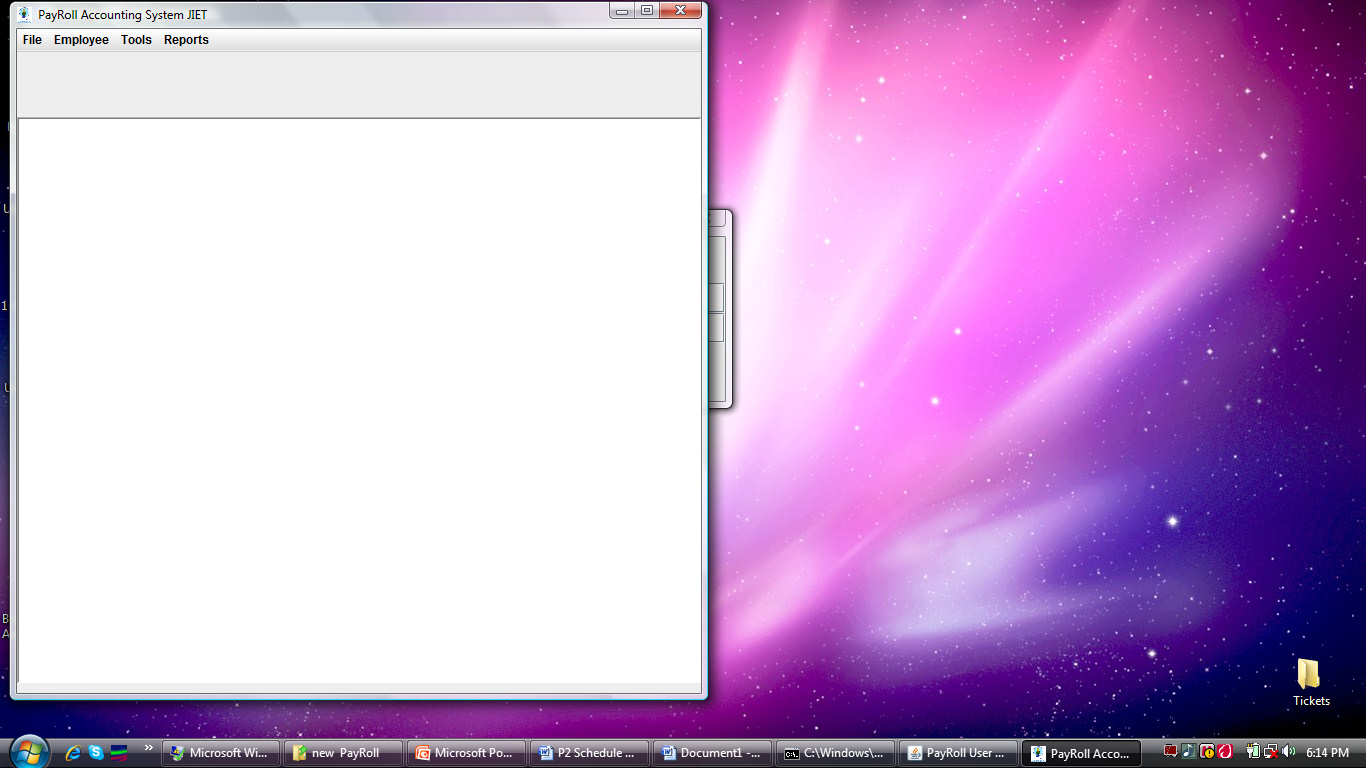 PayRoll Accounting System JIET
File Employee Tools Reports
U
1
U
B
A
Tickets
Microsoft Wi... new PayRoll Microsoft Po... P2 Schedule ... Document1 -... C:\Windows\... PayRoll User ... PayRoll Acco... 6:14 PM